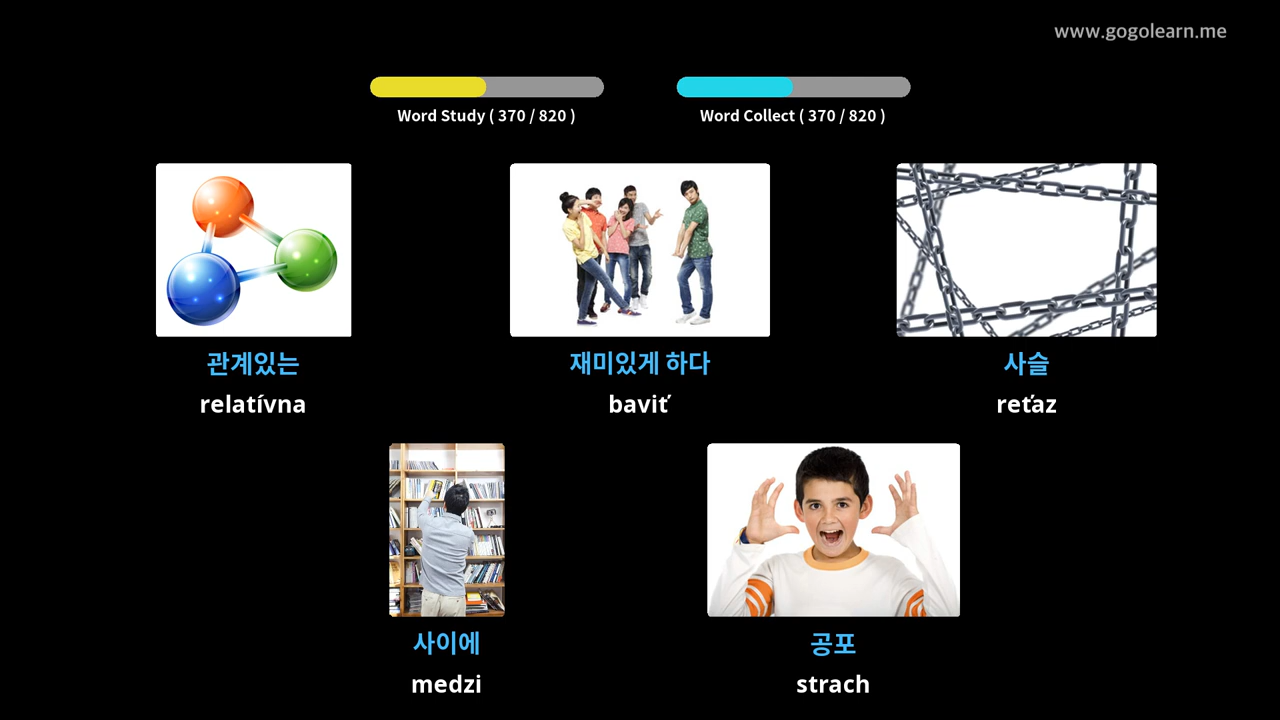 www.gogolearn.me
Word Study ( 370 / 820 )
Word Collect ( 370 / 820 )
관계있는
relatívna
재미있게 하다
baviť
사슬
reťaz
사이에
medzi
공포
strach